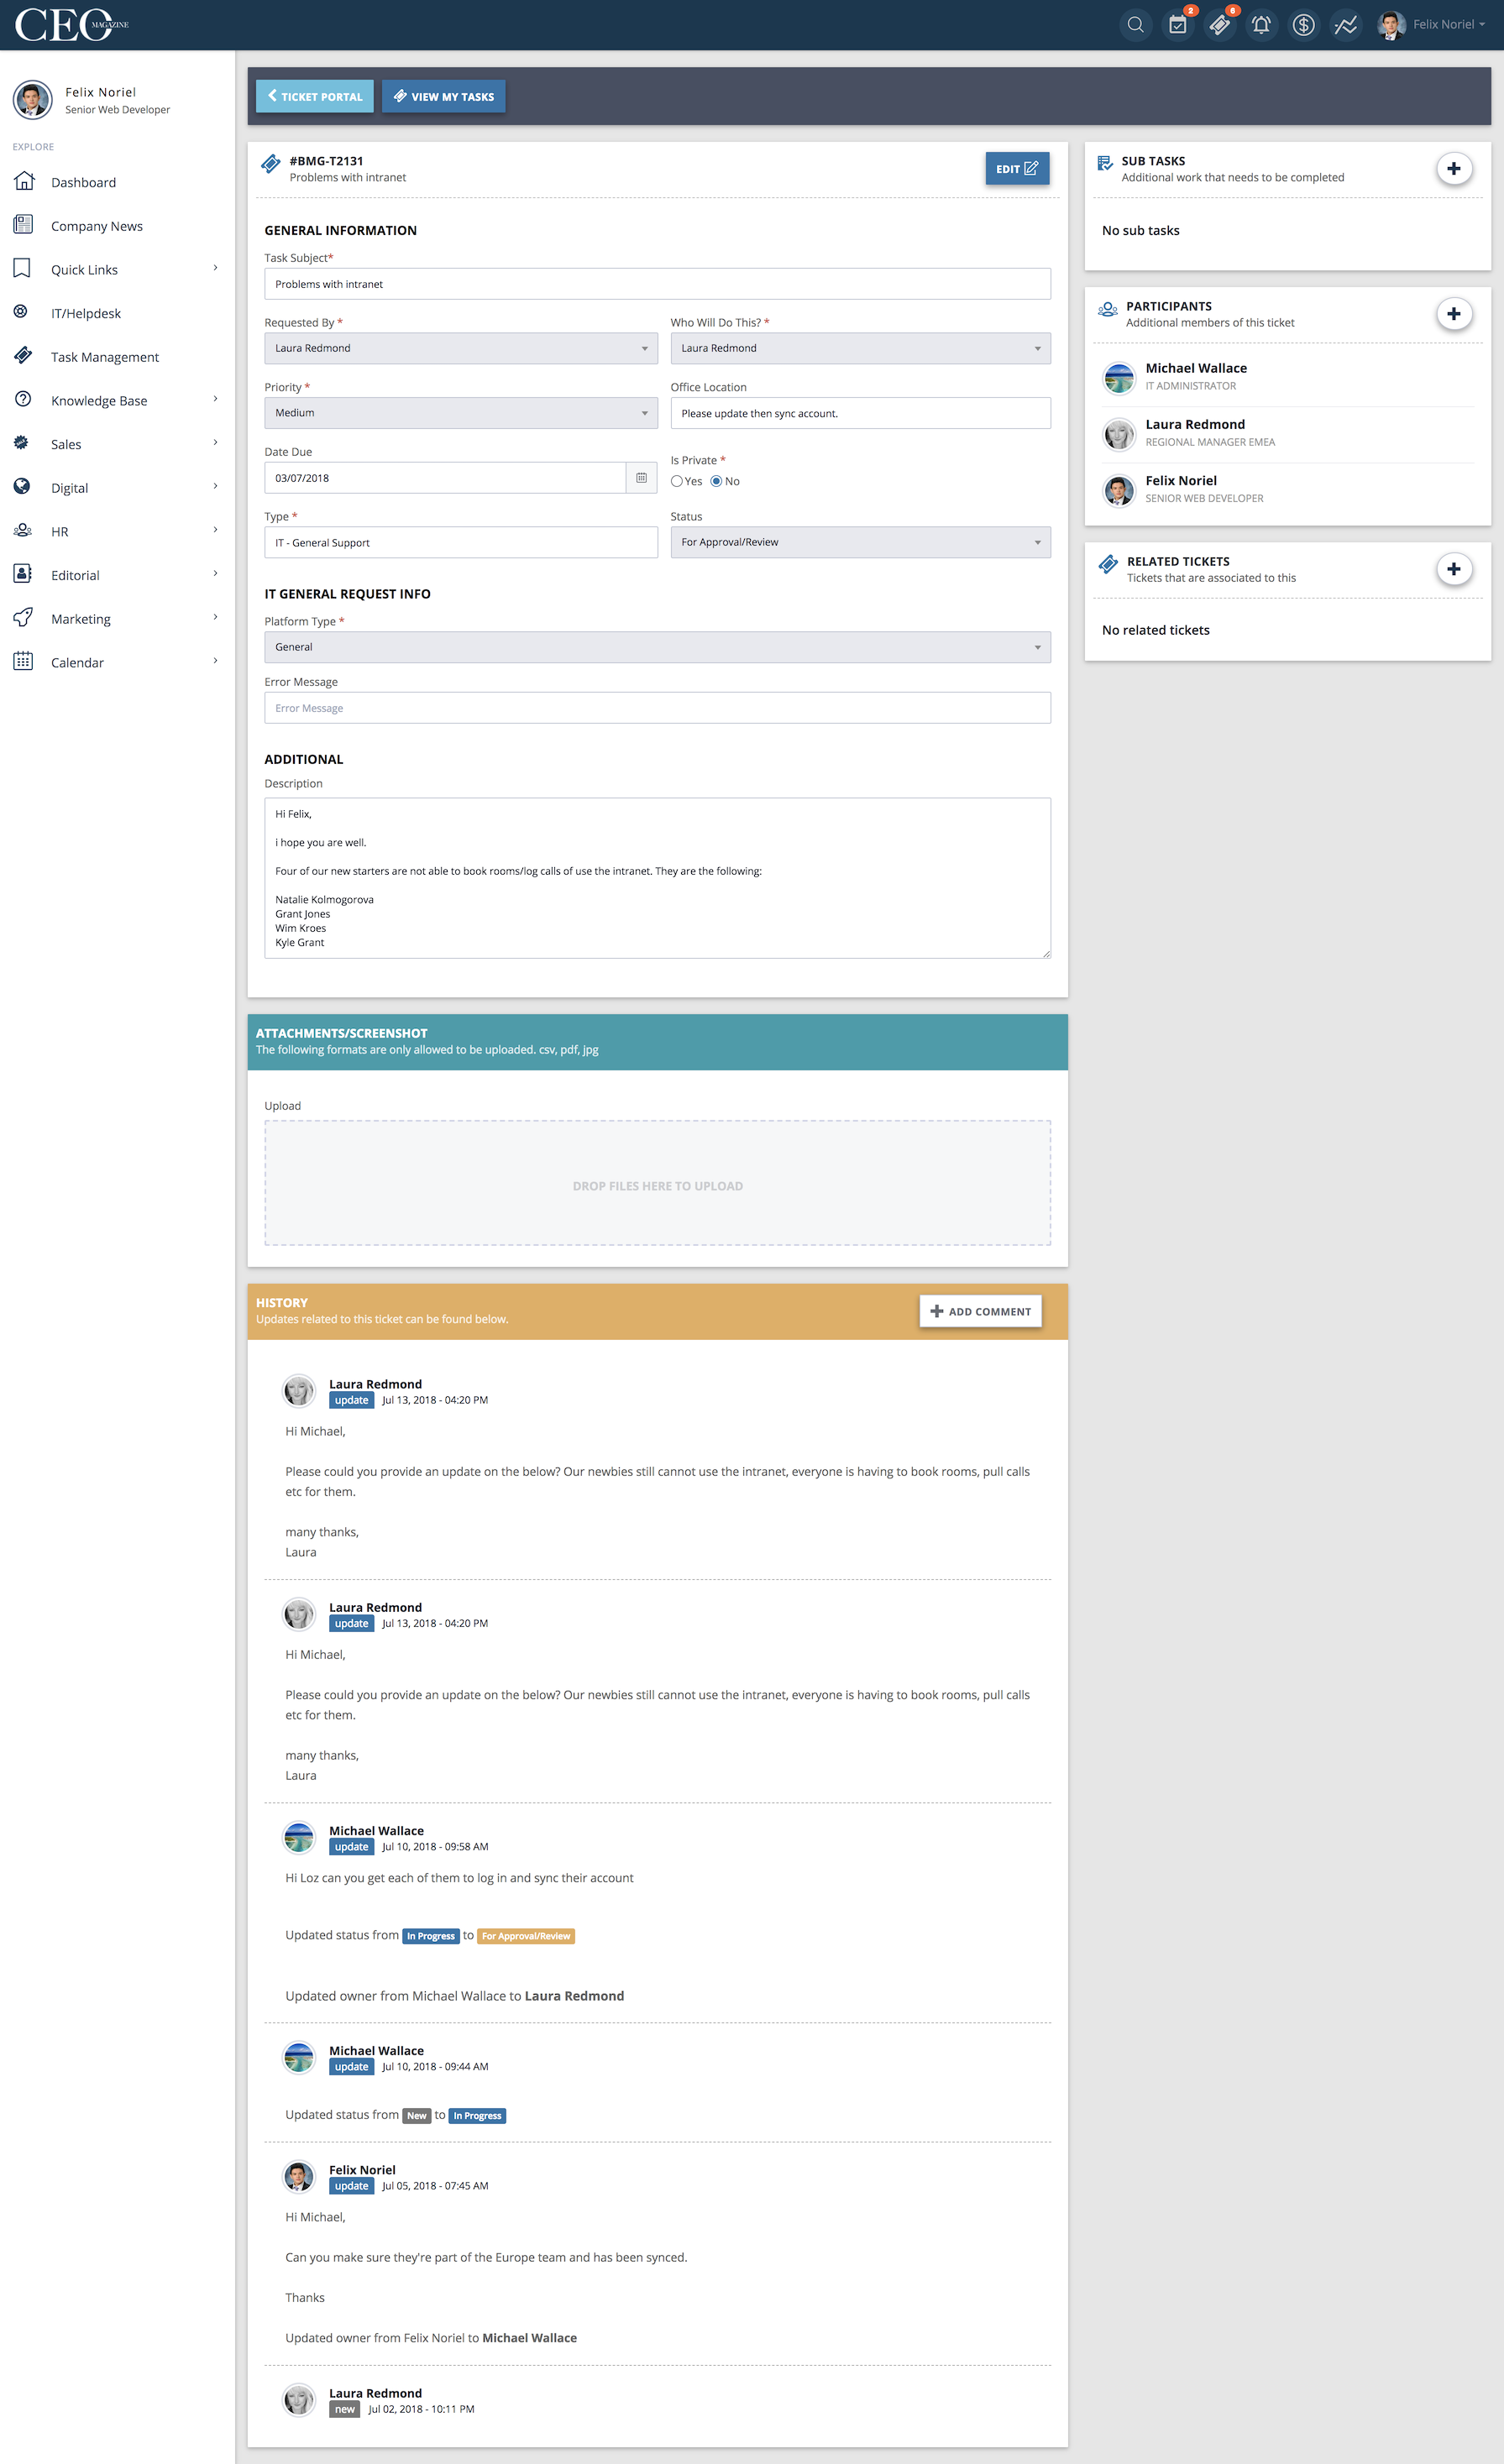 CEO MAGAZINE
2
6
Felix Noriel
Felix Noriel
Senior Web Developer
EXPLORE
Dashboard
Company News
Quick Links
IT/Helpdesk
Task Management
Knowledge Base
Sales
Digital
HR
Editorial
Marketing
Calendar
TICKET PORTAL
VIEW MY TASKS
#BMG-T2131
Problems with intranet
EDIT
GENERAL INFORMATION
Task Subject*
Problems with intranet
Requested By *
Who Will Do This? *
Laura Redmond
Laura Redmond
Priority *
Office Location
Medium
Please update then sync account.
Date Due
Is Private *
03/07/2018
Yes No
Type *
Status
IT - General Support
For Approval/Review
IT GENERAL REQUEST INFO
Platform Type *
General
Error Message
Error Message
ADDITIONAL
Description
Hi Felix,
i hope you are well.
Four of our new starters are not able to book rooms/log calls of use the intranet. They are the following:
Natalie Kolmogorova
Grant Jones
Wim Kroes
Kyle Grant
ATTACHMENTS/SCREENSHOT
The following formats are only allowed to be uploaded. csv, pdf, jpg
Upload
DROP FILES HERE TO UPLOAD
HISTORY
Updates related to this ticket can be found below.
ADD COMMENT
Laura Redmond
update Jul 13, 2018 - 04:20 PM
Hi Michael,
Please could you provide an update on the below? Our newbies still cannot use the intranet, everyone is having to book rooms, pull calls
etc for them.
many thanks,
Laura
Laura Redmond
update Jul 13, 2018 - 04:20 PM
Hi Michael,
Please could you provide an update on the below? Our newbies still cannot use the intranet, everyone is having to book rooms, pull calls
etc for them.
many thanks,
Laura
Michael Wallace
update Jul 10, 2018 - 09:58 AM
Hi Loz can you get each of them to log in and sync their account
Updated status from In Progress to For Approval/Review
Updated owner from Michael Wallace to Laura Redmond
Michael Wallace
update Jul 10, 2018 - 09:44 AM
Updated status from New to In Progress
Felix Noriel
update Jul 05, 2018 - 07:45 AM
Hi Michael,
Can you make sure they're part of the Europe team and has been synced.
Thanks
Updated owner from Felix Noriel to Michael Wallace
Laura Redmond
new Jul 02, 2018 - 10:11 PM
SUB TASKS
Additional work that needs to be completed
No sub tasks
PARTICIPANTS
Additional members of this ticket
Michael Wallace
IT ADMINISTRATOR
Laura Redmond
REGIONAL MANAGER EMEA
Felix Noriel
SENIOR WEB DEVELOPER
RELATED TICKETS
Tickets that are associated to this
No related tickets